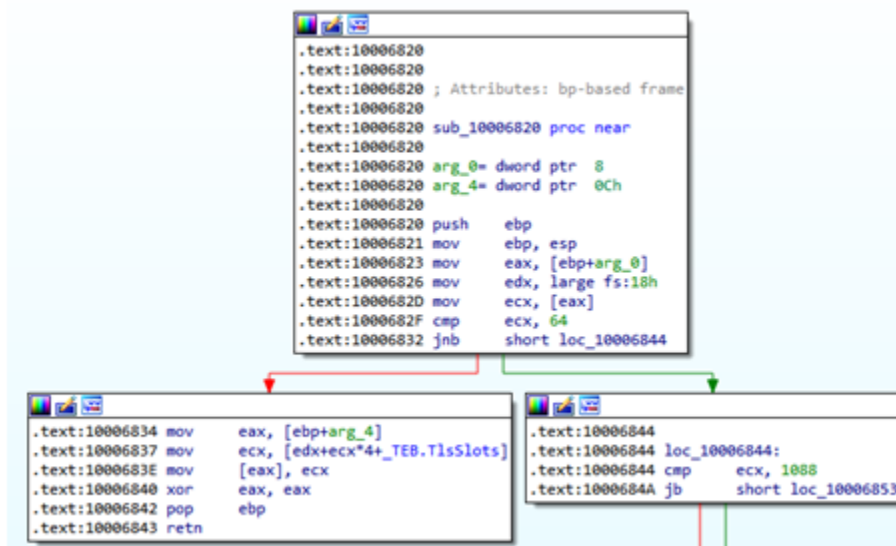 .text:10006820
.text:10006820
.text:10006820 ; Attributes: bp-based frame
.text:10006820
.text:10006820 sub_10006820 proc near
.text:10006820
.text:10006820 arg_0= dword ptr  8
.text:10006820 arg_4= dword ptr  0Ch
.text:10006820
.text:10006820 push    ebp
.text:10006821 mov     ebp, esp
.text:10006823 mov     eax, [ebp+arg_0]
.text:10006826 mov     edx, large fs:18h
.text:1000682D mov     ecx, [eax]
.text:1000682F cmp     ecx, 64
.text:10006832 jnb     short loc_10006844
.text:10006834 mov     eax, [ebp+arg_4]
.text:10006837 mov     ecx, [edx+ecx*4+_TEB.TlsSlots]
.text:1000683E mov     [eax], ecx
.text:10006840 xor     eax, eax
.text:10006842 pop     ebp
.text:10006843 retn
.text:10006844
.text:10006844 loc_10006844:
.text:10006844 cmp     ecx, 1088
.text:1000684A jb      short loc_10006853